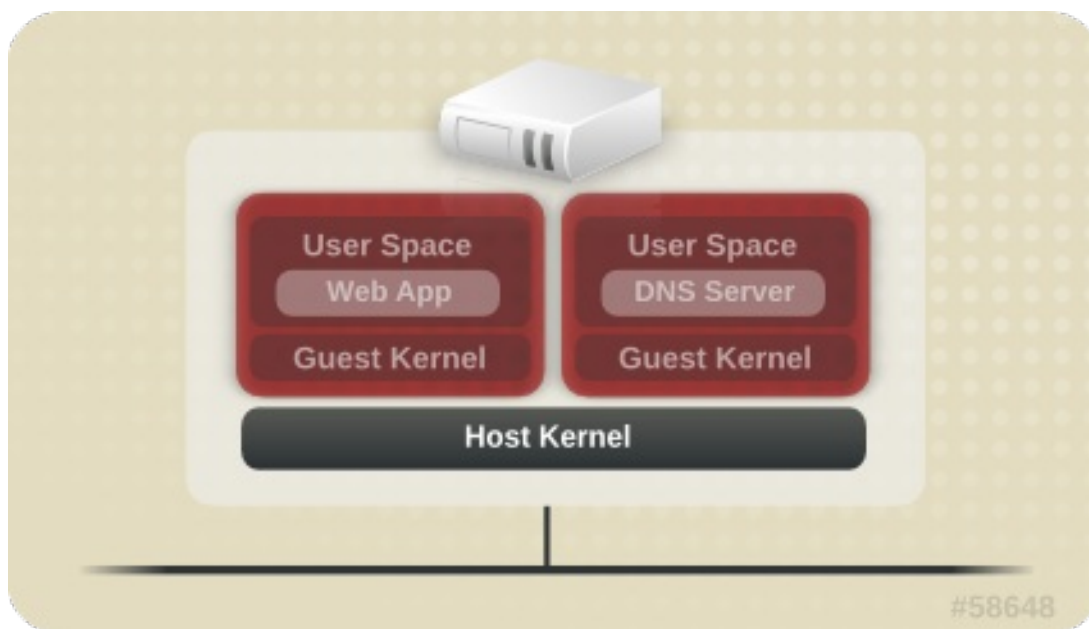 User Space
Web App
Guest Kernel
User Space
DNS Server
Guest Kernel
Host Kernel
#58648